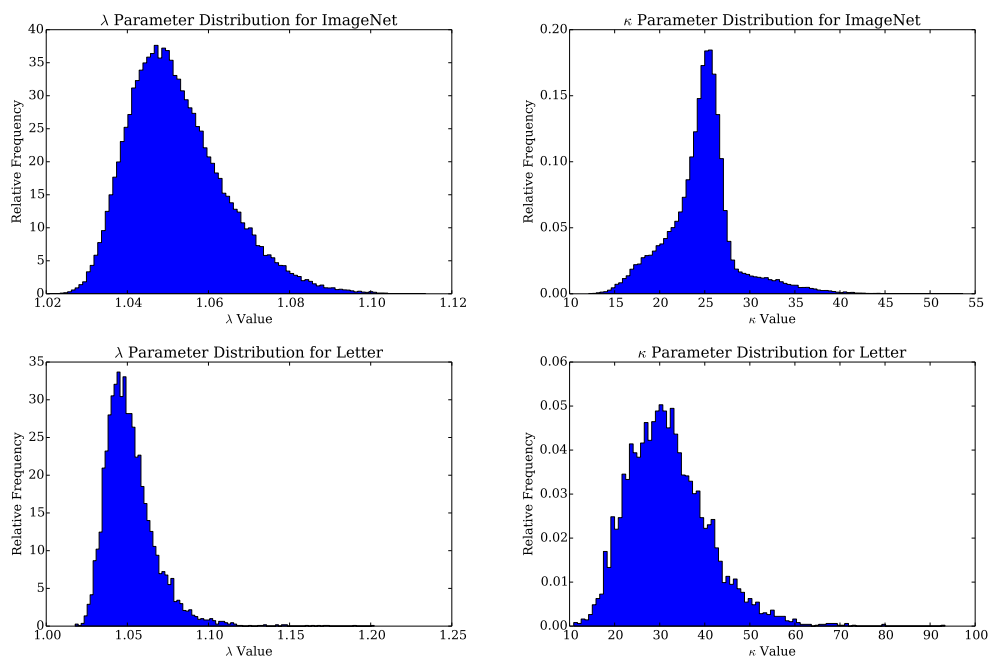 λ Parameter Distribution for ImageNet
40
35
30
25
20
15
10
5
0
Relative Frequency
1.02 1.04 1.06 1.08 1.10 1.12
λ Value
κ Parameter Distribution for ImageNet
0.20
0.15
0.10
0.05
0.00
Relative Frequency
10 15 20 25 30 35 40 45 50 55
κ Value
λ Parameter Distribution for Letter
35
30
25
20
15
10
5
0
Relative Frequency
1.00 1.05 1.10 1.15 1.20 1.25
λ Value
κ Parameter Distribution for Letter
0.06
0.05
0.04
0.03
0.02
0.01
0.00
Relative Frequency
10 20 30 40 50 60 70 80 90 100
κ Value